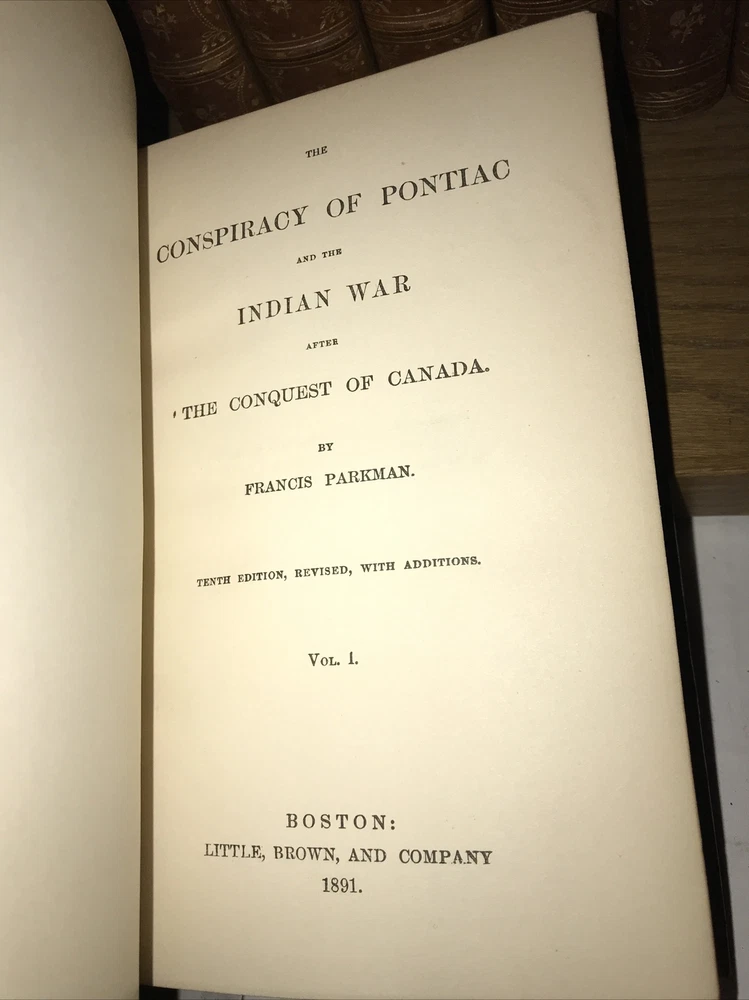 THE
CONSPIRACY OF PONTIAC
AND THE
INDIAN WAR
AFTER
THE CONQUEST OF CANADA.
BY
FRANCIS PARKMAN.
TENTH EDITION, REVISED, WITH ADDITIONS.
VOL. I.
BOSTON:
LITTLE, BROWN, AND COMPANY
1891.